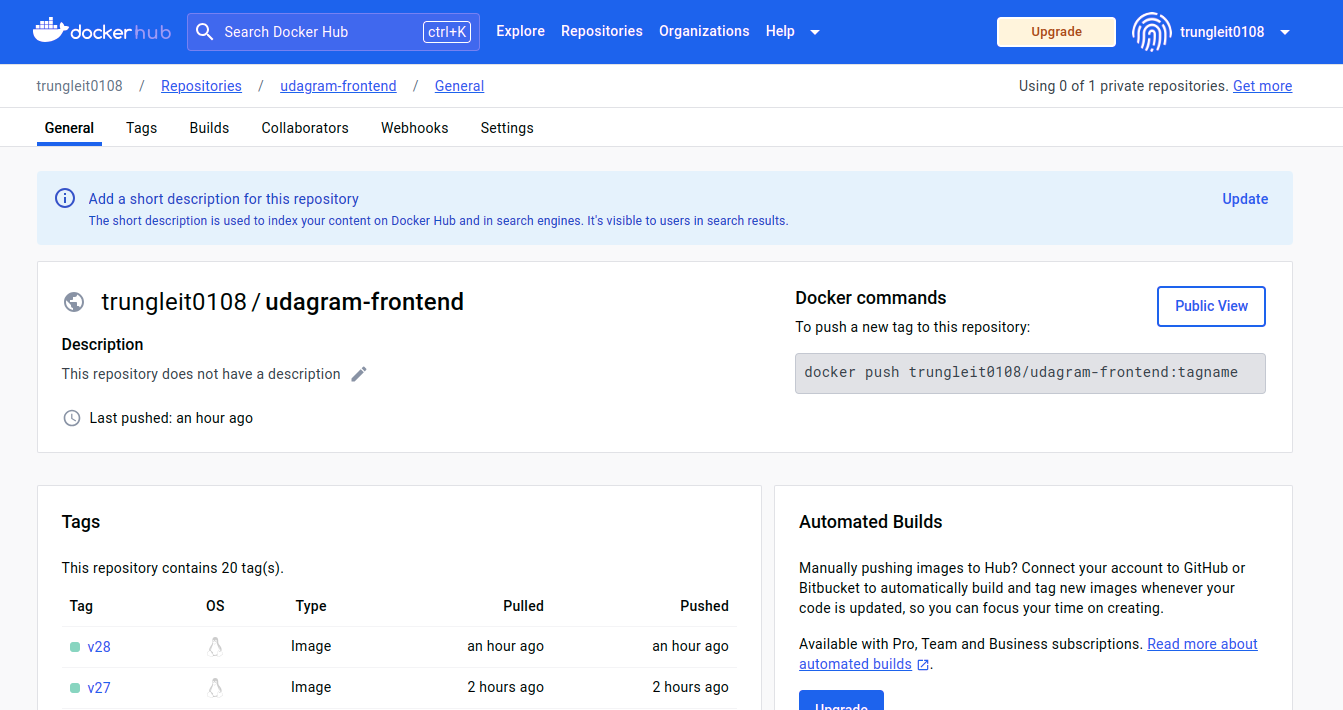 docker hub Search Docker Hub ctrl+K Explore Repositories Organizations Help Upgrade trungleit0108
trungleit0108 / Repositories / udagram-frontend / General Using 0 of 1 private repositories. Get more
General Tags Builds Collaborators Webhooks Settings
Add a short description for this repository Update
The short description is used to index your content on Docker Hub and in search engines. It's visible to users in search results.
trungleit0108 / udagram-frontend
Description
This repository does not have a description
Last pushed: an hour ago
Docker commands
Public View
To push a new tag to this repository:
docker push trungleit0108/udagram-frontend:tagname
Tags
This repository contains 20 tag(s).
Tag OS Type Pulled Pushed
v28 Image an hour ago an hour ago
v27 Image 2 hours ago 2 hours ago
Automated Builds
Manually pushing images to Hub? Connect your account to GitHub or
Bitbucket to automatically build and tag new images whenever your
code is updated, so you can focus your time on creating.
Available with Pro, Team and Business subscriptions. Read more about
automated builds .
Upgrade